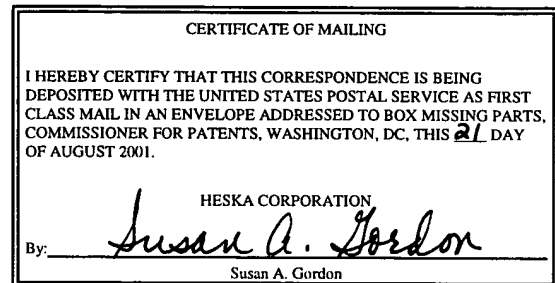 CERTIFICATE OF MAILING
I HEREBY CERTIFY THAT THIS CORRESPONDENCE IS BEING
DEPOSITED WITH THE UNITED STATES POSTAL SERVICE AS FIRST
CLASS MAIL IN AN ENVELOPE ADDRESSED TO BOX MISSING PARTS,
COMMISSIONER FOR PATENTS, WASHINGTON, DC, THIS 21 DAY
OF AUGUST 2001.
HESKA CORPORATION
By: Susan A. Gordon
Susan A. Gordon